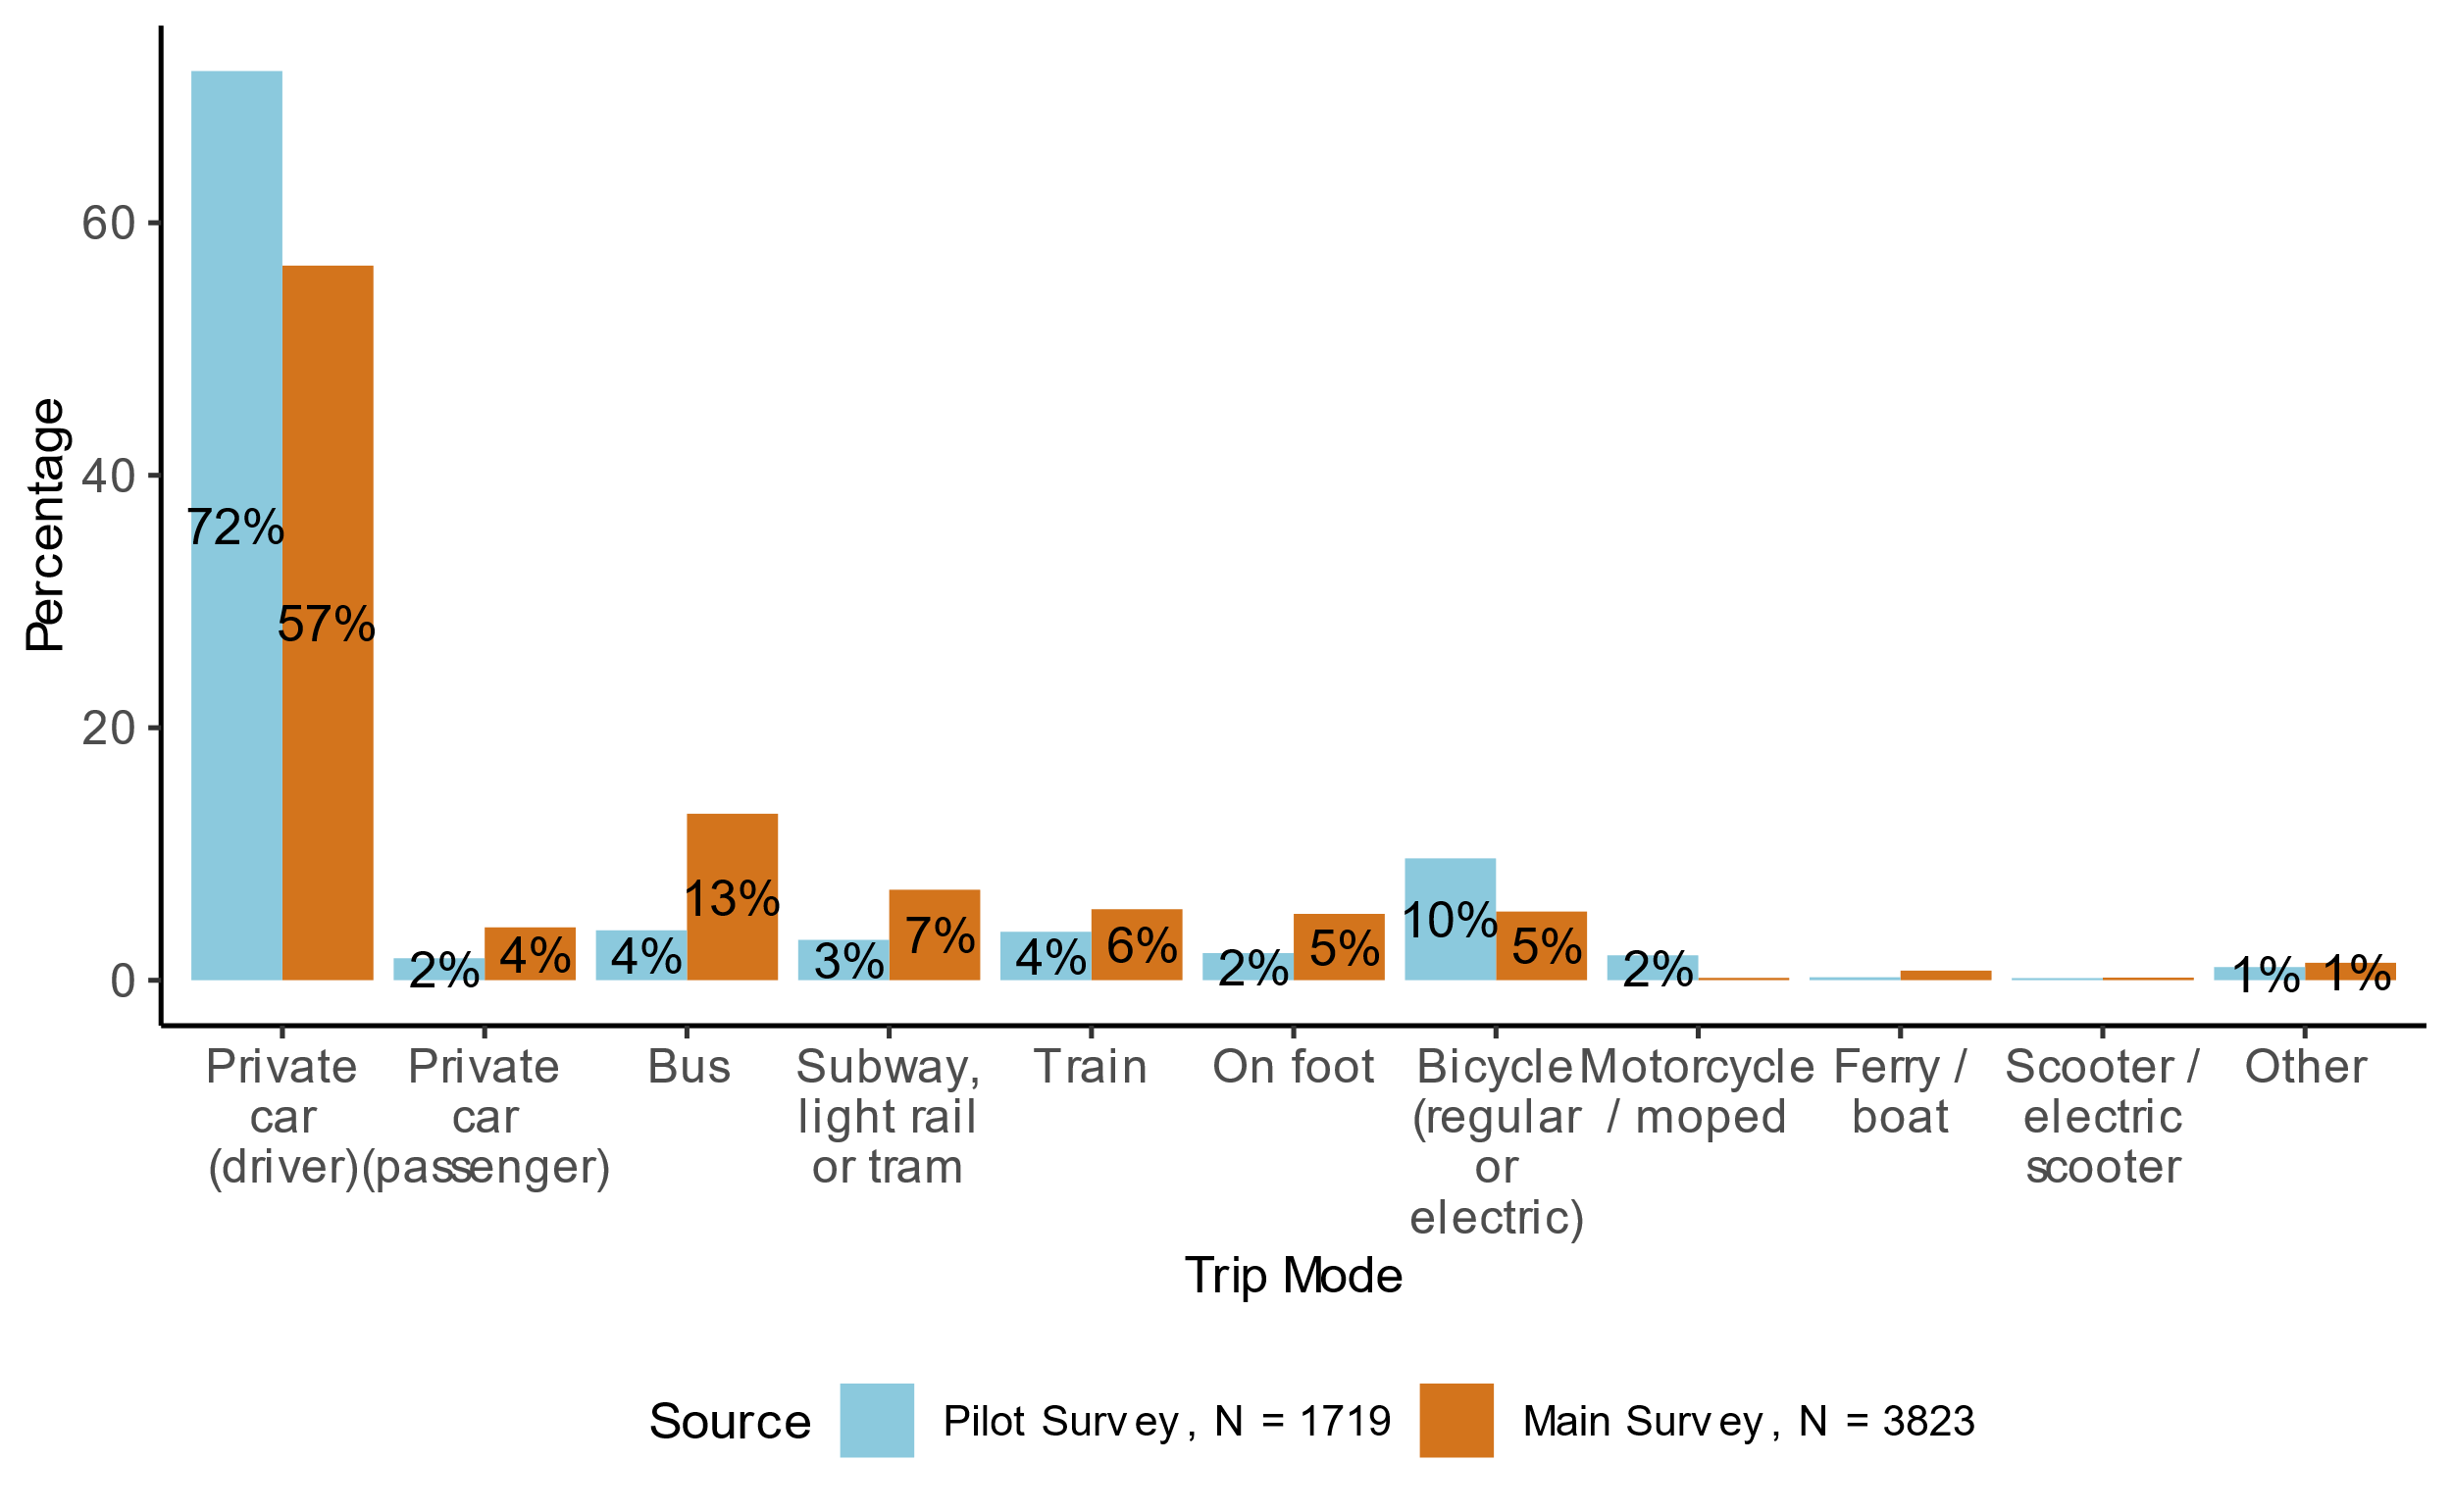 Percentage
60
40
20
0
72%
57%
2%
4%
4%
13%
3%
7%
4%
6%
2%
5%
10%
5%
2%
1%
1%
Private
car
(driver)
Private
car
(passenger)
Bus
Subway,
light rail
or tram
Train
On foot
Bicycle
(regular
or
electric)
Motorcycle
/ moped
Ferry /
boat
Scooter /
electric
scooter
Other
Trip Mode
Source
Pilot Survey, N = 1719
Main Survey, N = 3823